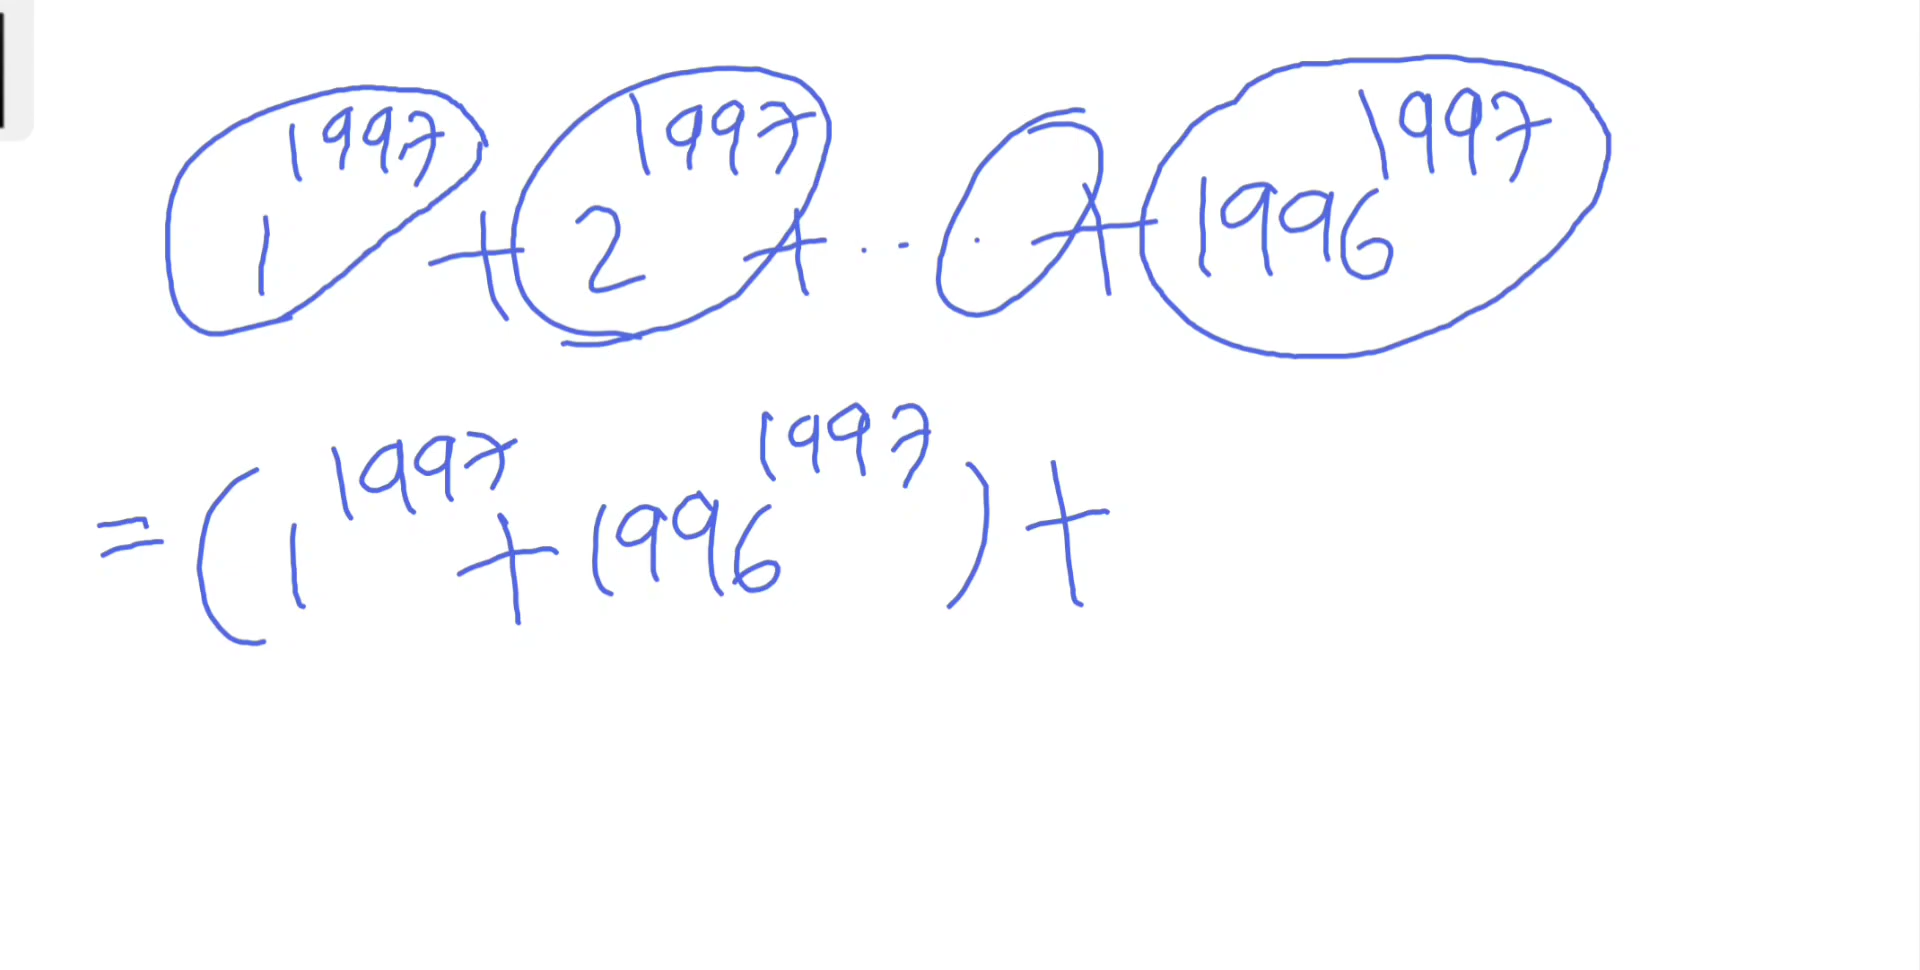 1^1997 + 2^1997 + ... + 1996^1997
= (1^1997 + 1996^1997) +